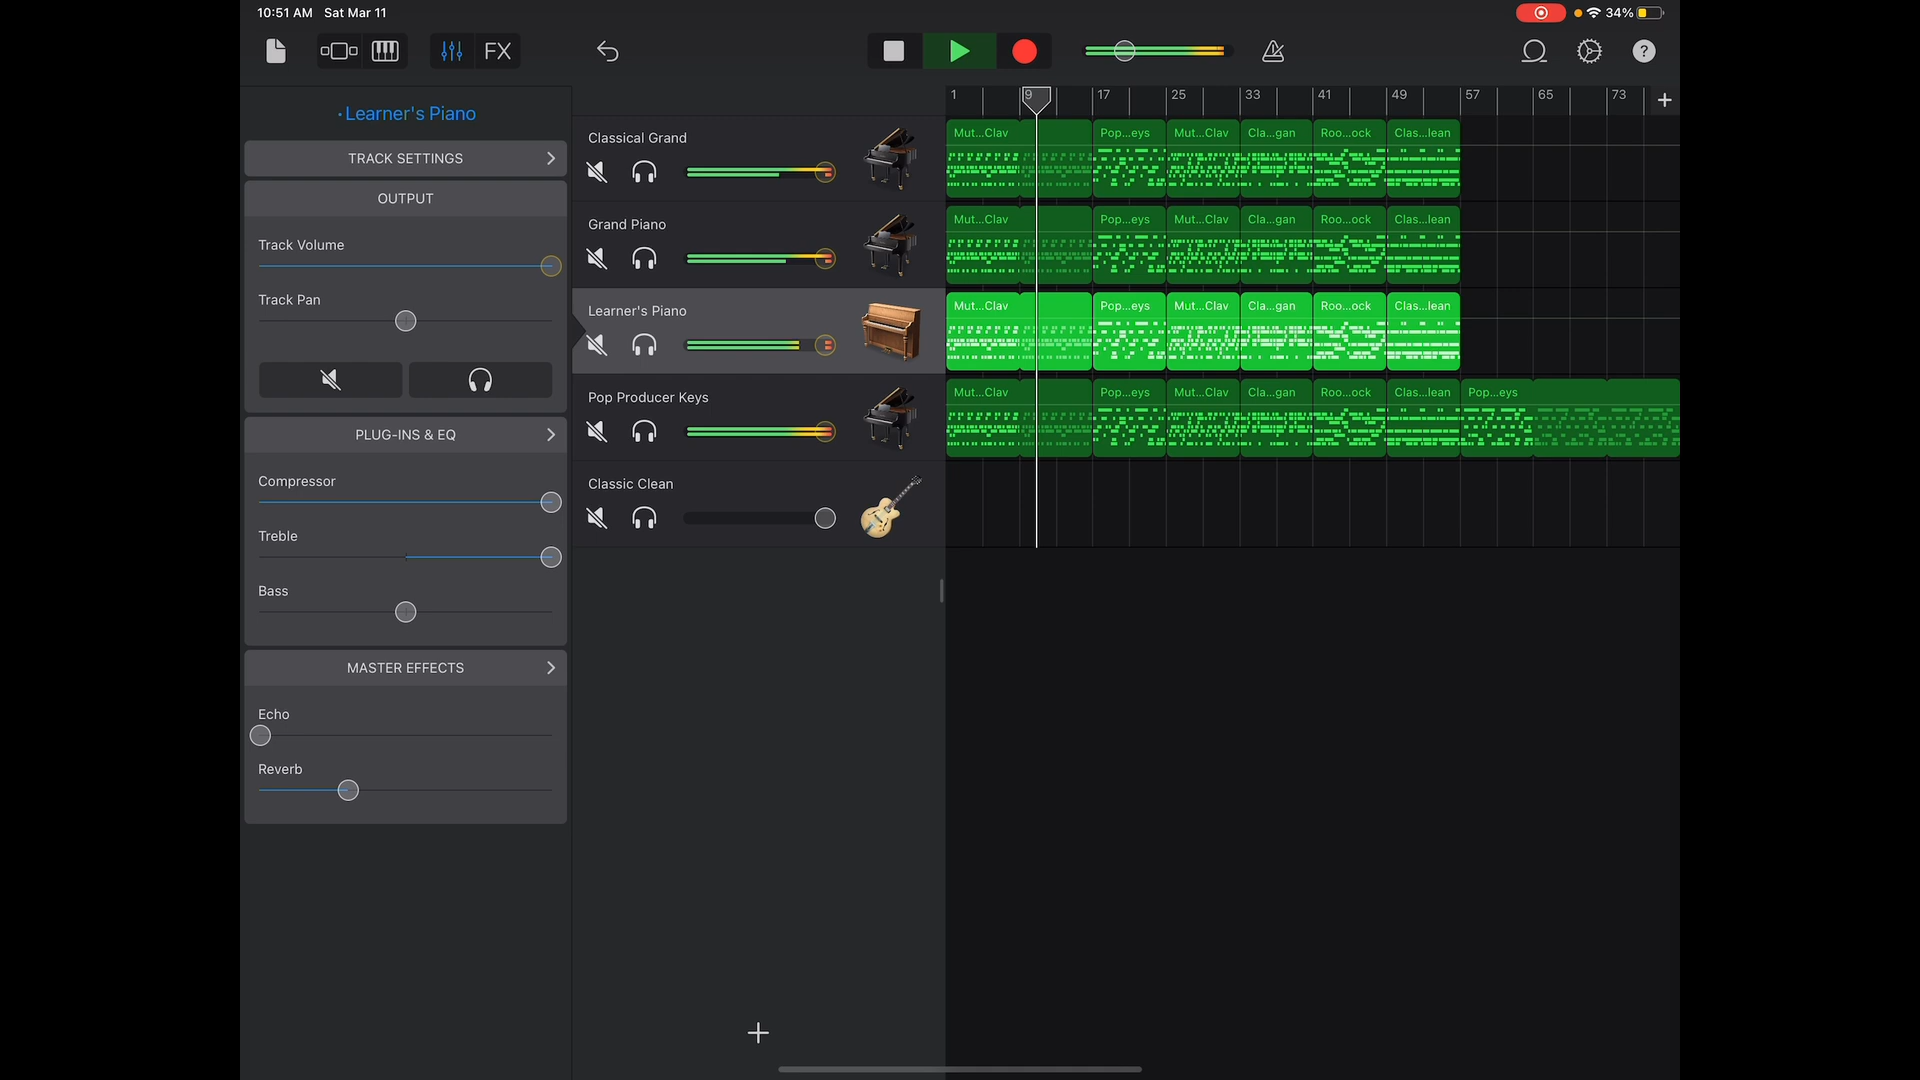 10:51 AM Sat Mar 11
34%
FX
?
·Learner's Piano
TRACK SETTINGS
OUTPUT
Track Volume
Track Pan
PLUG-INS & EQ
Compressor
Treble
Bass
MASTER EFFECTS
Echo
Reverb
Classical Grand
Grand Piano
Learner's Piano
Pop Producer Keys
Classic Clean
1 9 17 25 33 41 49 57 65 73
Mut...Clav Pop...eys Mut...Clav Cla...gan Roo...ock Clas...lean
Mut...Clav Pop...eys Mut...Clav Cla...gan Roo...ock Clas...lean
Mut...Clav Pop...eys Mut...Clav Cla...gan Roo...ock Clas...lean
Mut...Clav Pop...eys Mut...Clav Cla...gan Roo...ock Clas...lean Pop...eys